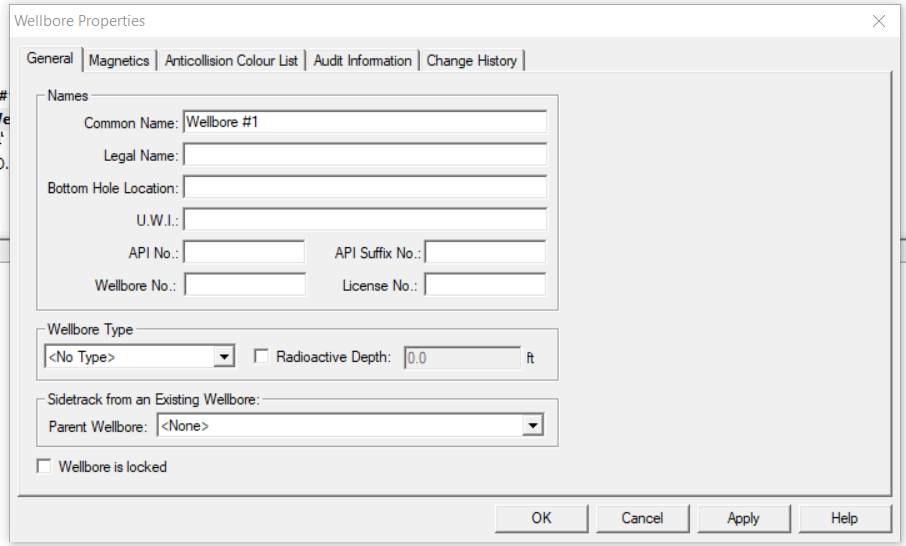 Wellbore Properties
General Magnetics Anticollision Colour List Audit Information Change History
Names
Common Name: Wellbore #1
Legal Name:
Bottom Hole Location:
U.W.I.:
API No.: API Suffix No.:
Wellbore No.: License No.:
Wellbore Type
<No Type> Radioactive Depth: 0.0 ft
Sidetrack from an Existing Wellbore:
Parent Wellbore: <None>
Wellbore is locked
OK Cancel Apply Help